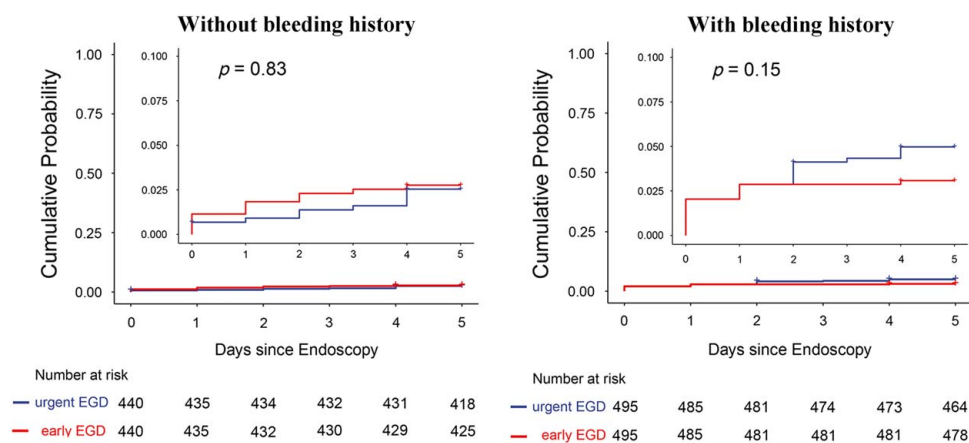 Without bleeding history
Cumulative Probability
1.00
0.75
0.50
0.25
0.00
p = 0.83
0.100
0.075
0.050
0.025
0.000
0 1 2 3 4 5
0 1 2 3 4 5
Days since Endoscopy
Number at risk
urgent EGD 440 435 434 432 431 418
early EGD 440 435 432 430 429 425
With bleeding history
Cumulative Probability
1.00
0.75
0.50
0.25
0.00
p = 0.15
0.100
0.075
0.050
0.025
0.000
0 1 2 3 4 5
0 1 2 3 4 5
Days since Endoscopy
Number at risk
urgent EGD 495 485 481 474 473 464
early EGD 495 485 481 481 481 478